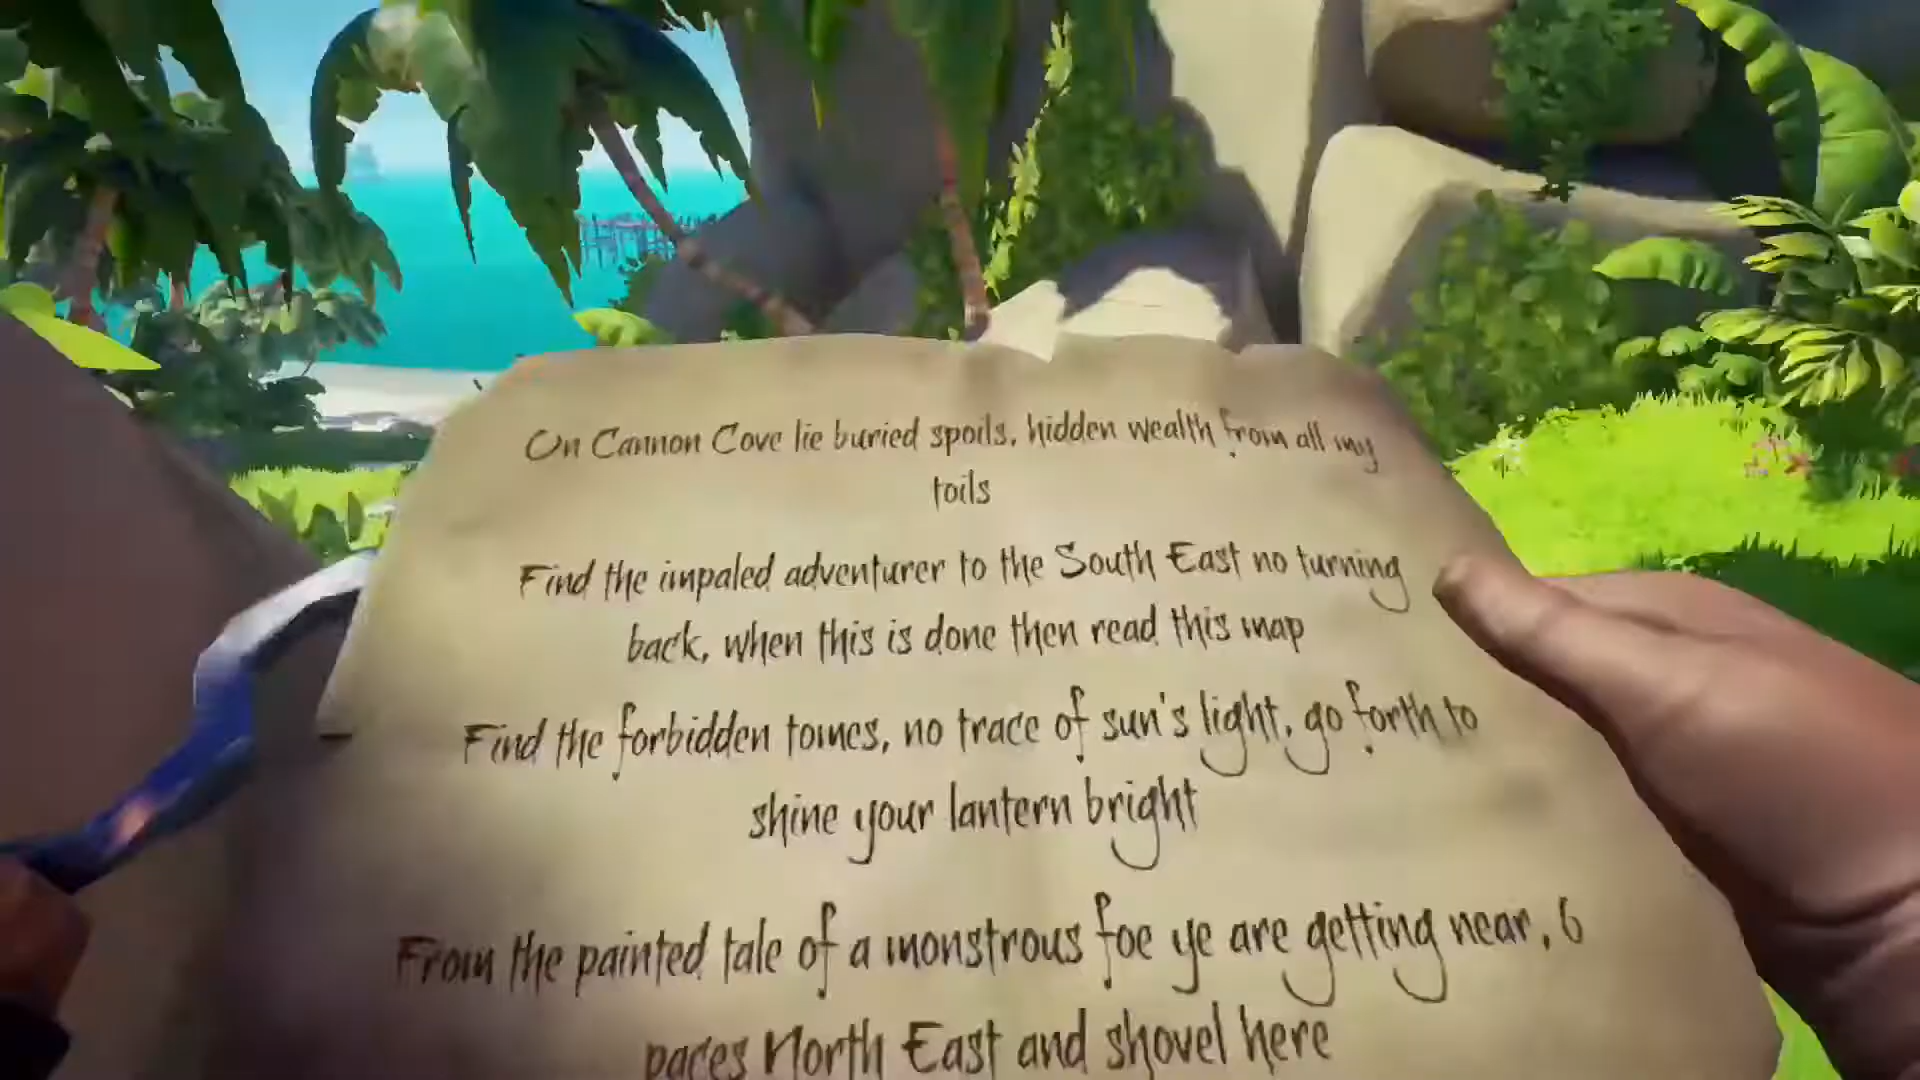 On Cannon Cove lie buried spoils, hidden wealth from all my
toils
Find the impaled adventurer to the South East no turning
back, when this is done then read this map
Find the forbidden tomes, no trace of sun's light, go forth to
shine your lantern bright
From the painted tale of a monstrous foe ye are getting near, 6
paces North East and shovel here